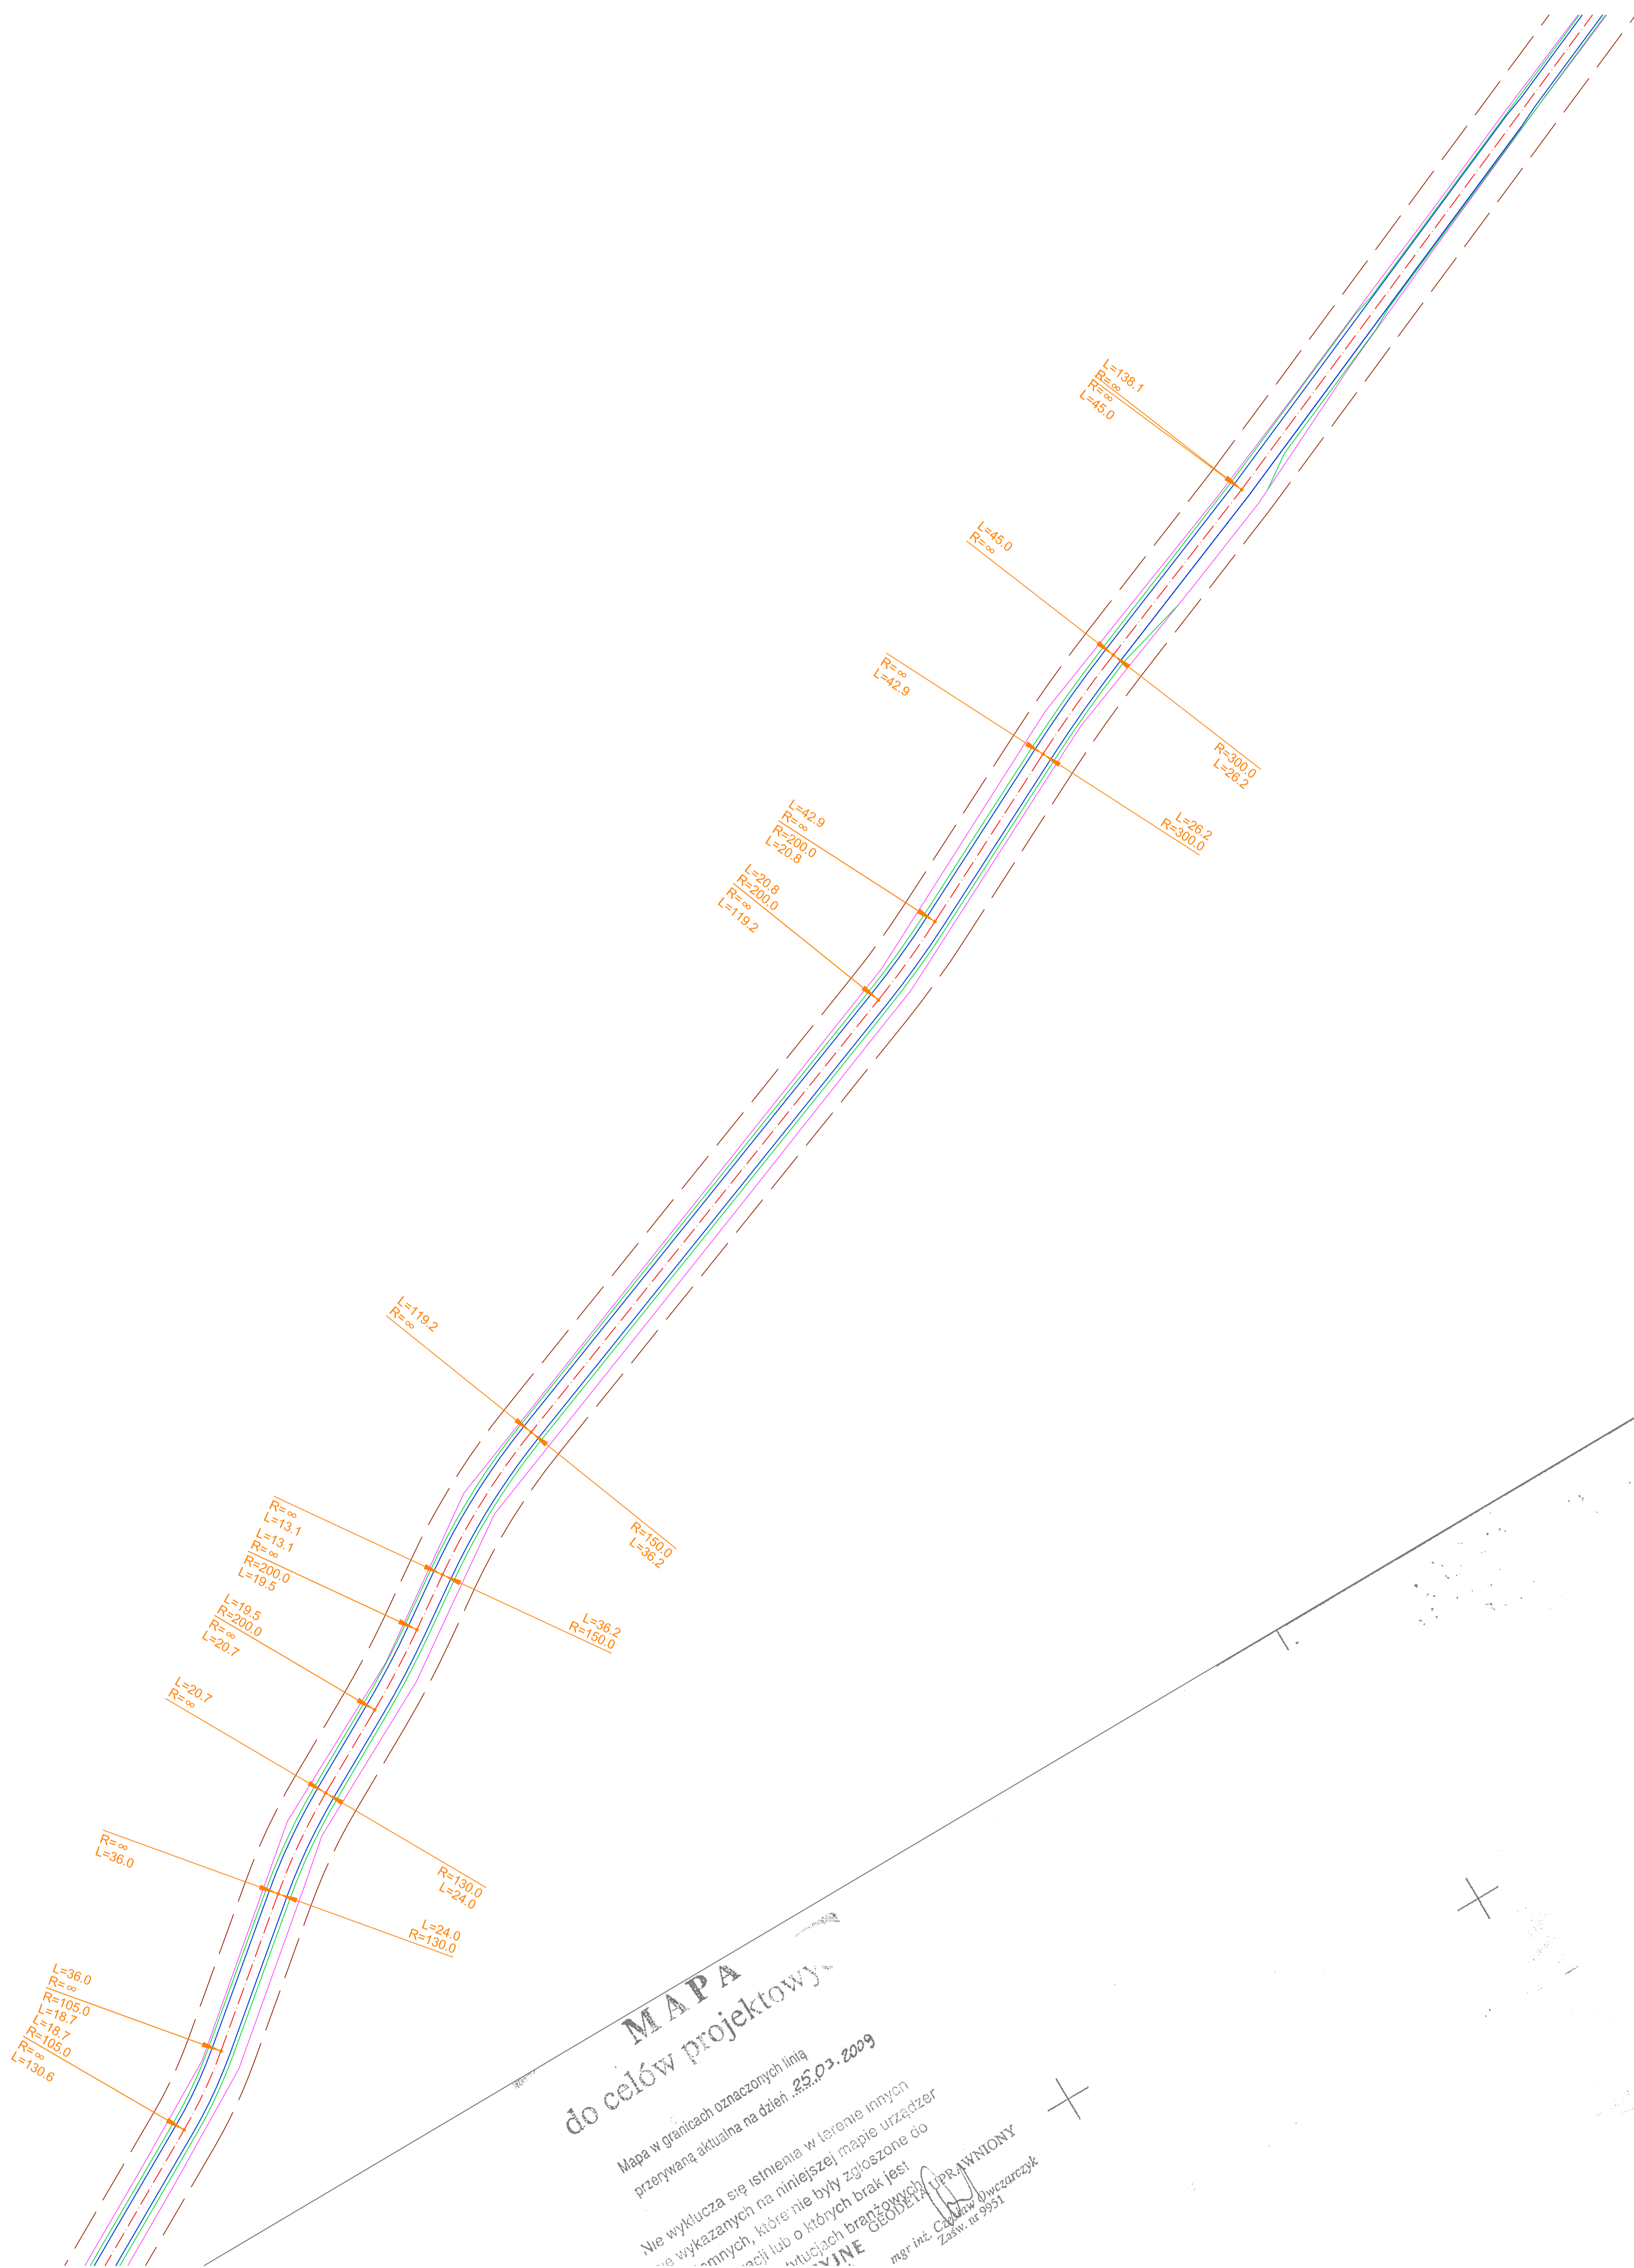 L=138.1
R=∞
R=∞
L=45.0
L=45.0
R=∞
R=∞
L=42.9
R=300.0
L=26.2
L=26.2
R=300.0
L=42.9
R=∞
R=200.0
L=20.8
L=20.8
R=200.0
R=∞
L=119.2
L=119.2
R=∞
R=150.0
L=36.2
R=∞
L=13.1
L=13.1
R=∞
R=200.0
L=19.5
L=36.2
R=150.0
L=19.5
R=200.0
R=∞
L=20.7
L=20.7
R=∞
R=130.0
L=24.0
R=∞
L=36.0
L=24.0
R=130.0
L=36.0
R=∞
R=105.0
L=18.7
L=18.7
R=105.0
R=∞
L=130.6
MAPA
do celów projektowy
Mapa w granicach oznaczonych linią
przerywaną aktualna na dzień 25.03.2009
Nie wyklucza się istnienia w terenie innych
wykazanych na niniejszej mapie urządzeń
które nie były zgłoszone do
lub o których brak jest
branżowych
GEODETA UPRAWNIONY
mgr inż. Czesław Owczarczyk
Zaśw. nr 9951